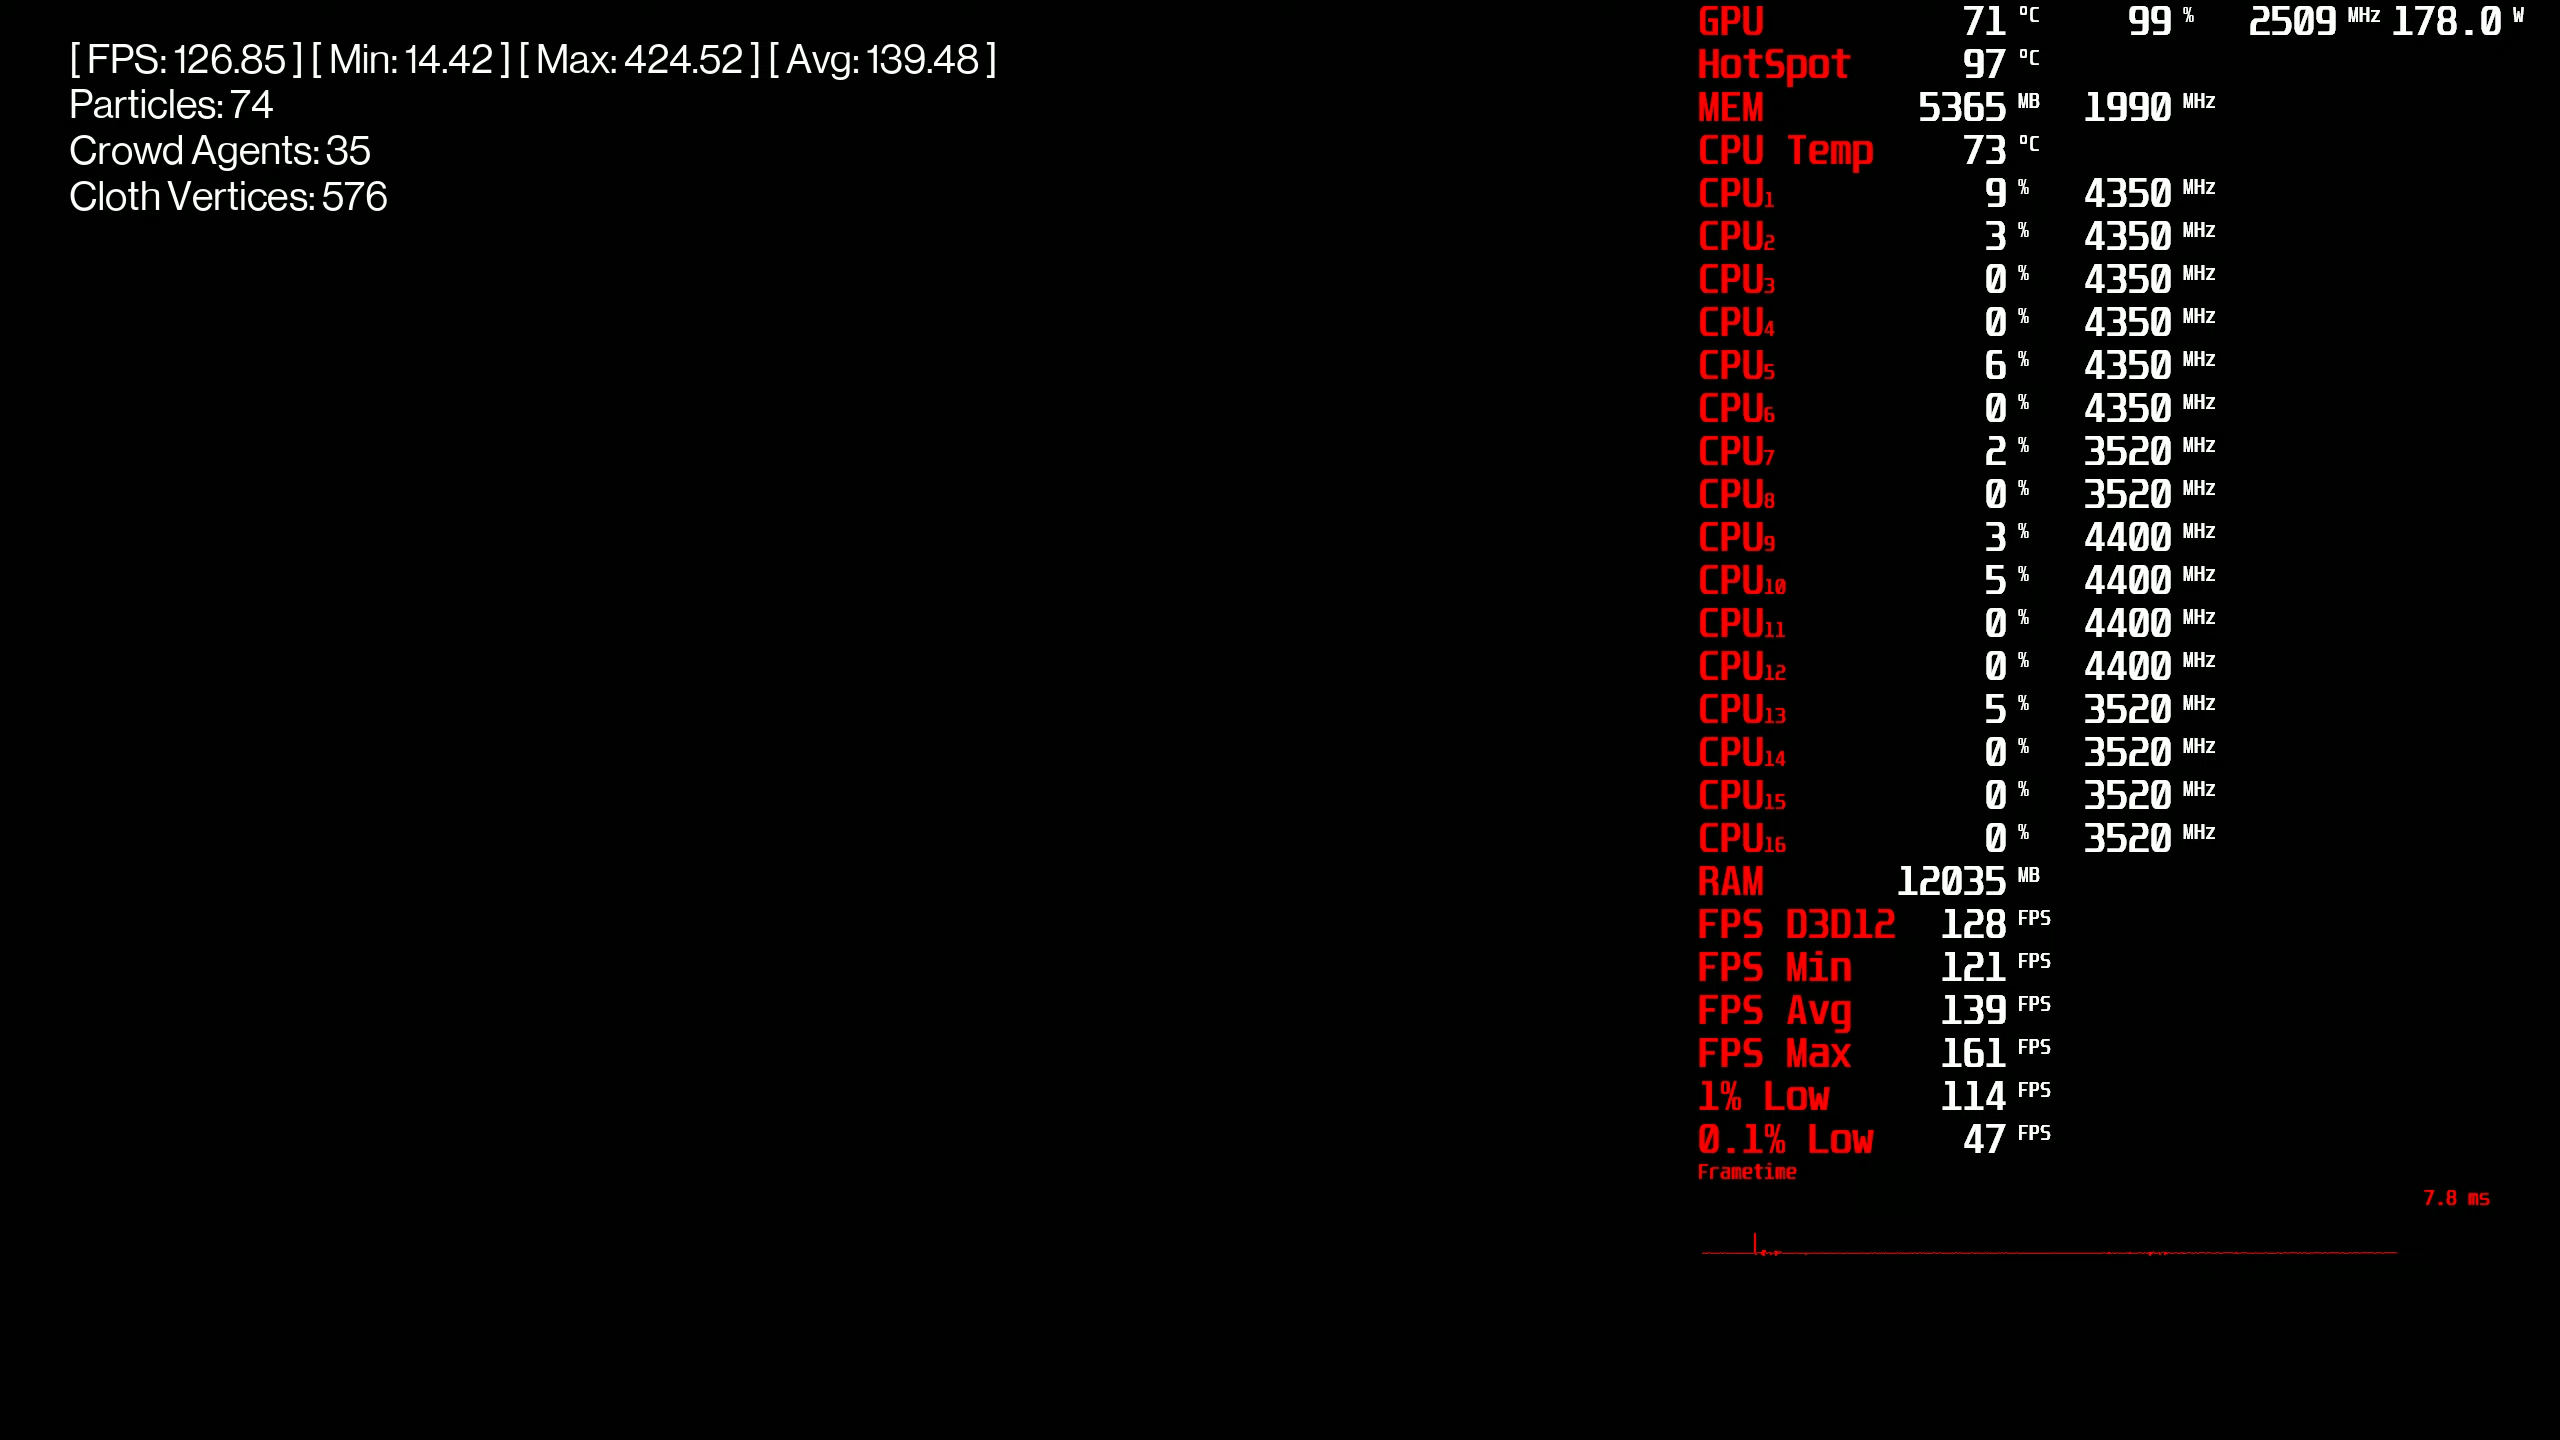 [ FPS: 126.85 ] [ Min: 14.42 ] [ Max: 424.52 ] [ Avg: 139.48 ]
Particles: 74
Crowd Agents: 35
Cloth Vertices: 576
GPU 71 °C 99 % 2509 MHz 178.0 W
HotSpot 97 °C
MEM 5365 MB 1990 MHz
CPU Temp 73 °C
CPU1 9 % 4350 MHz
CPU2 3 % 4350 MHz
CPU3 0 % 4350 MHz
CPU4 0 % 4350 MHz
CPU5 6 % 4350 MHz
CPU6 0 % 4350 MHz
CPU7 2 % 3520 MHz
CPU8 0 % 3520 MHz
CPU9 3 % 4400 MHz
CPU10 5 % 4400 MHz
CPU11 0 % 4400 MHz
CPU12 0 % 4400 MHz
CPU13 5 % 3520 MHz
CPU14 0 % 3520 MHz
CPU15 0 % 3520 MHz
CPU16 0 % 3520 MHz
RAM 12035 MB
FPS D3D12 128 FPS
FPS Min 121 FPS
FPS Avg 139 FPS
FPS Max 161 FPS
1% Low 114 FPS
0.1% Low 47 FPS
Frametime
7.8 ms